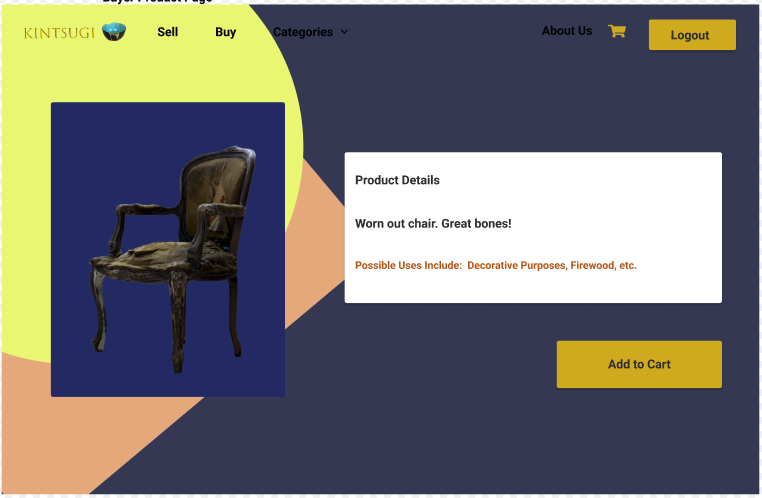 Buyer Product Page
KINTSUGI
Sell
Buy
Categories
About Us
Logout
Product Details
Worn out chair. Great bones!
Possible Uses Include: Decorative Purposes, Firewood, etc.
Add to Cart